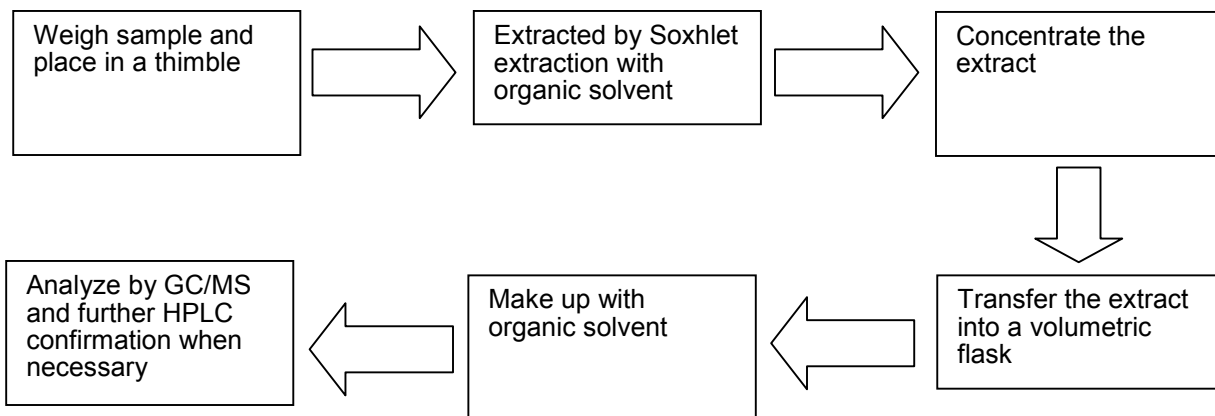 Weigh sample and
place in a thimble
Extracted by Soxhlet
extraction with
organic solvent
Concentrate the
extract
Transfer the extract
into a volumetric
flask
Make up with
organic solvent
Analyze by GC/MS
and further HPLC
confirmation when
necessary